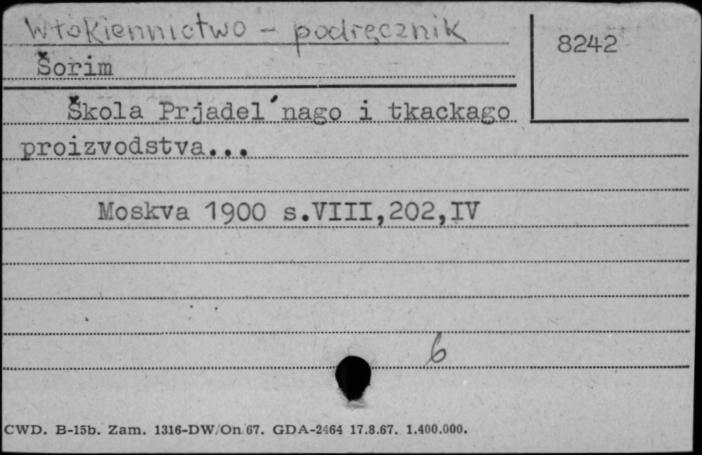 Włókiennictwo - podręcznik
8242
Šorim
Škola Prjadel'nago i tkackago
proizvodstva...
Moskva 1900 s.VIII,202,IV
6
CWD. B-15b. Zam. 1316-DW/On 67. GDA-2464 17.8.67. 1.400.000.